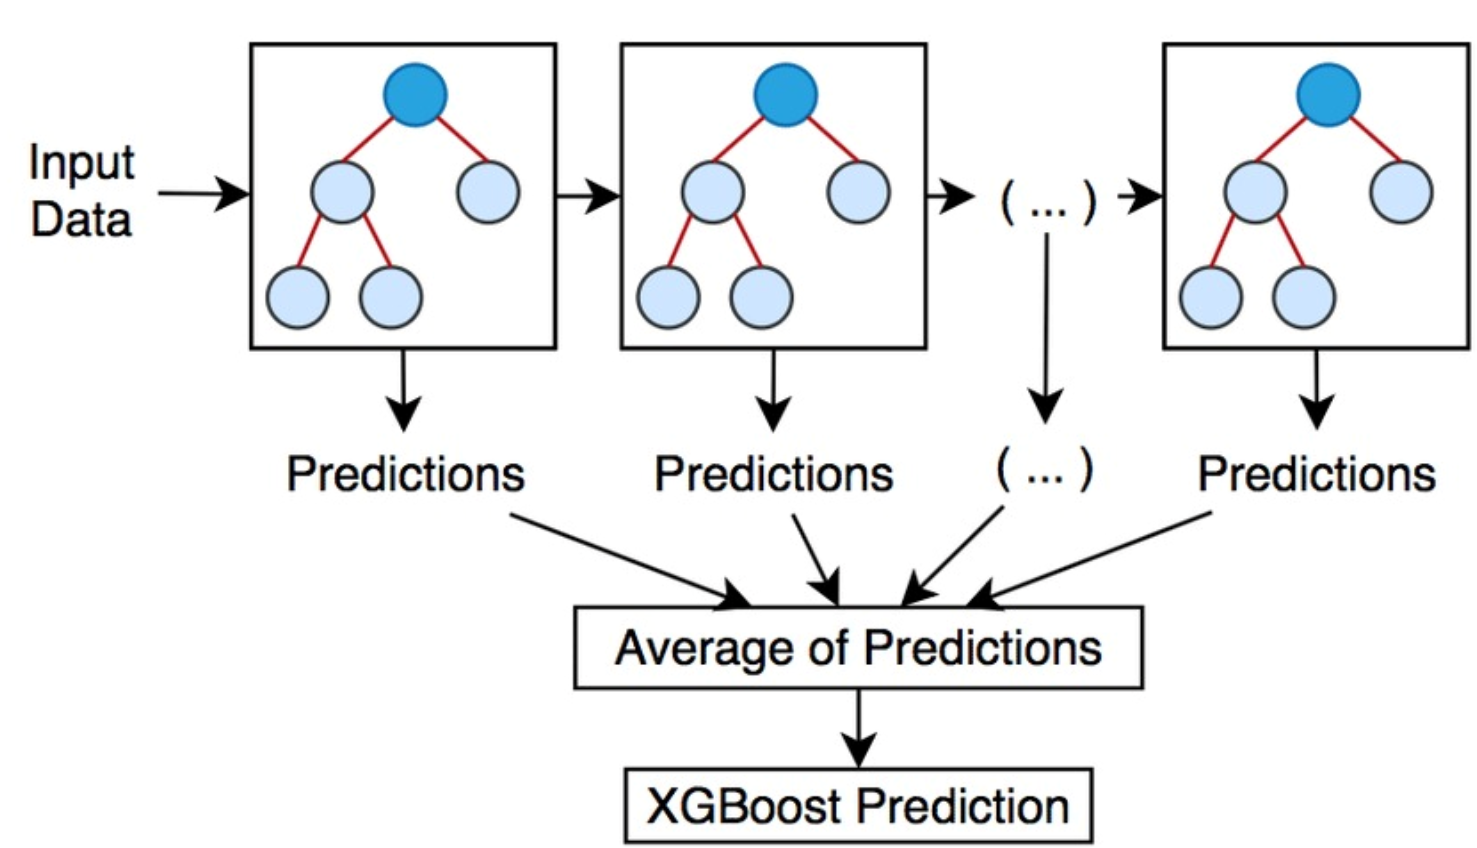 Input
Data
( ... )
Predictions
Predictions
( ... )
Predictions
Average of Predictions
XGBoost Prediction